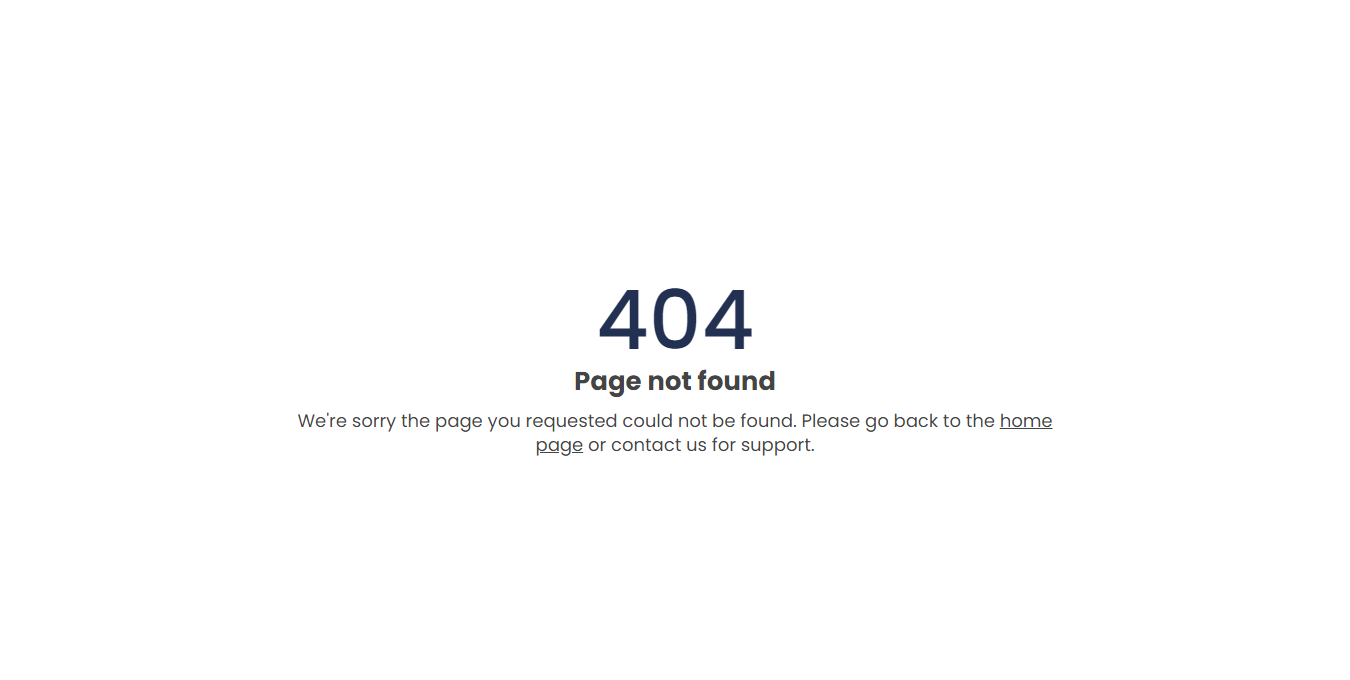 404
Page not found
We're sorry the page you requested could not be found. Please go back to the home
page or contact us for support.